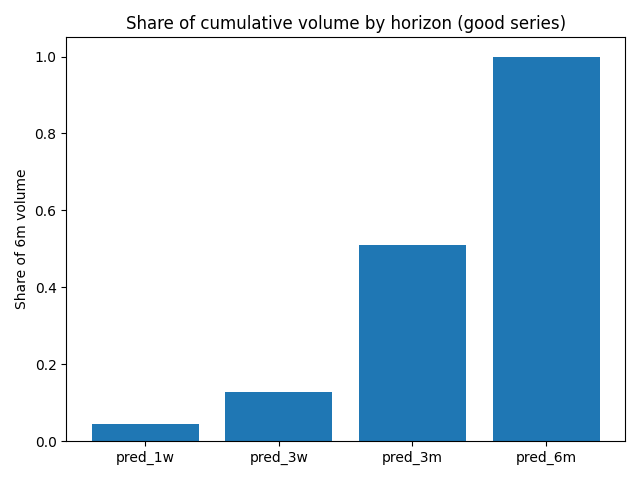 Share of cumulative volume by horizon (good series)
Share of 6m volume
1.0
0.8
0.6
0.4
0.2
0.0
pred_1w pred_3w pred_3m pred_6m